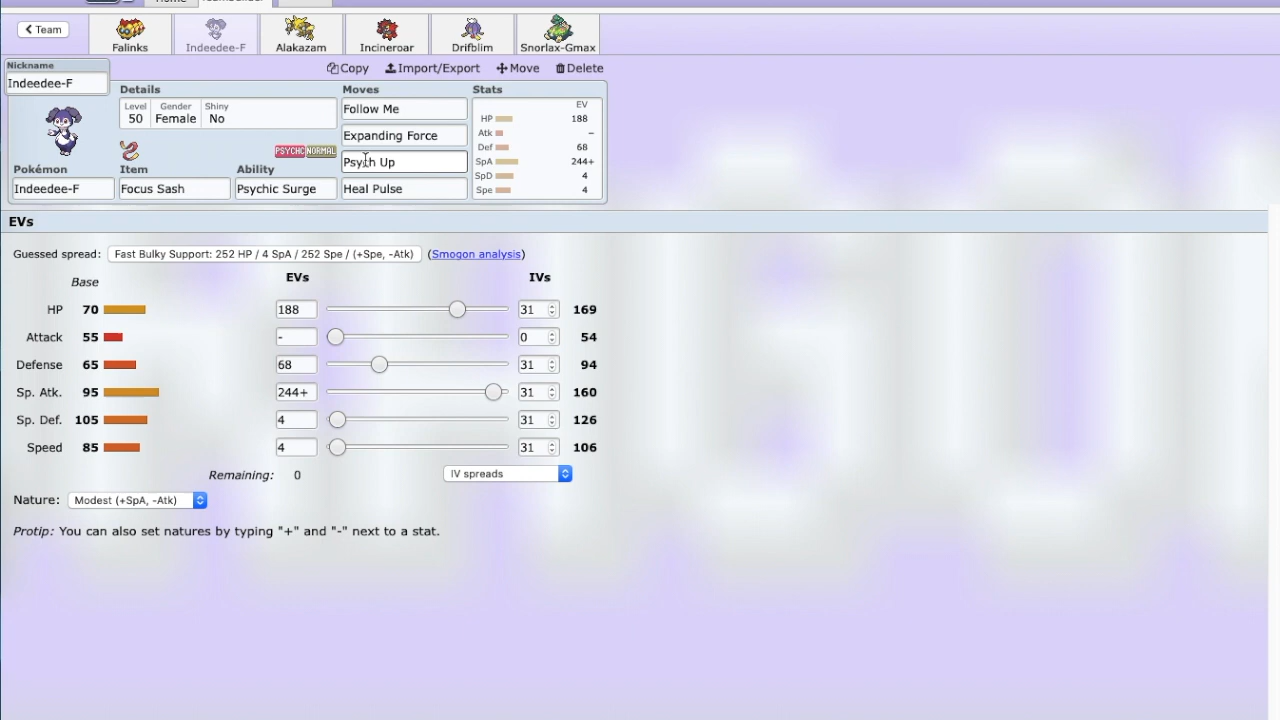 Home
Teambuilder
Team
Falinks
Indeedee-F
Alakazam
Incineroar
Drifblim
Snorlax-Gmax
Nickname
Indeedee-F
Copy
Import/Export
Move
Delete
Details
Level Gender Shiny
50 Female No
PSYCHC NORMAL
Pokémon Item Ability
Indeedee-F Focus Sash Psychic Surge
Moves
Follow Me
Expanding Force
Psych Up
Heal Pulse
Stats
EV
HP 188
Atk –
Def 68
SpA 244+
SpD 4
Spe 4
EVs
Guessed spread: Fast Bulky Support: 252 HP / 4 SpA / 252 Spe / (+Spe, -Atk) (Smogon analysis)
Base EVs IVs
HP 70 188 31 169
Attack 55 - 0 54
Defense 65 68 31 94
Sp. Atk. 95 244+ 31 160
Sp. Def. 105 4 31 126
Speed 85 4 31 106
Remaining: 0 IV spreads
Nature: Modest (+SpA, -Atk)
Protip: You can also set natures by typing "+" and "-" next to a stat.